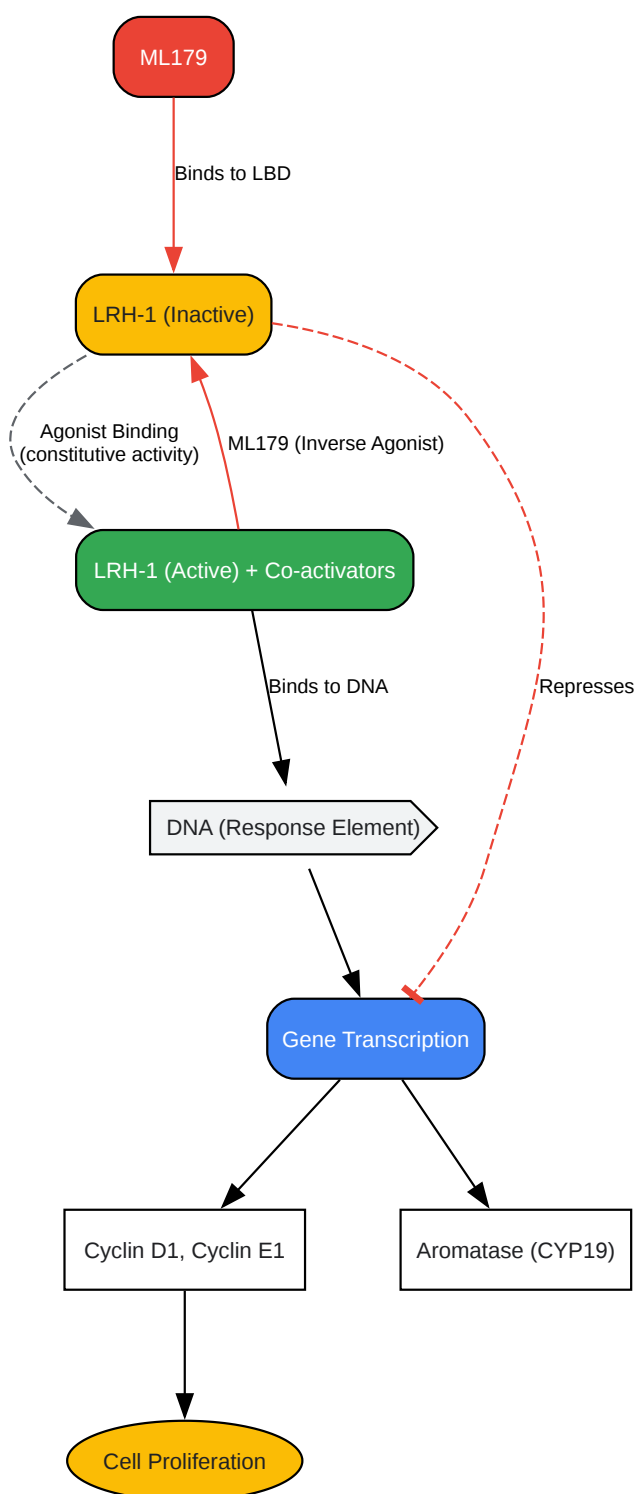 ML179
Binds to LBD
LRH-1 (Inactive)
Agonist Binding
(constitutive activity)
ML179 (Inverse Agonist)
LRH-1 (Active) + Co-activators
Binds to DNA
Represses
DNA (Response Element)
Gene Transcription
Cyclin D1, Cyclin E1
Aromatase (CYP19)
Cell Proliferation